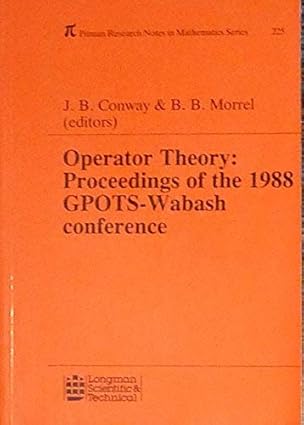 π Pitman Research Notes in Mathematics Series 225
J. B. Conway & B. B. Morrel
(editors)
Operator Theory:
Proceedings of the 1988
GPOTS-Wabash
conference
Longman
Scientific &
Technical